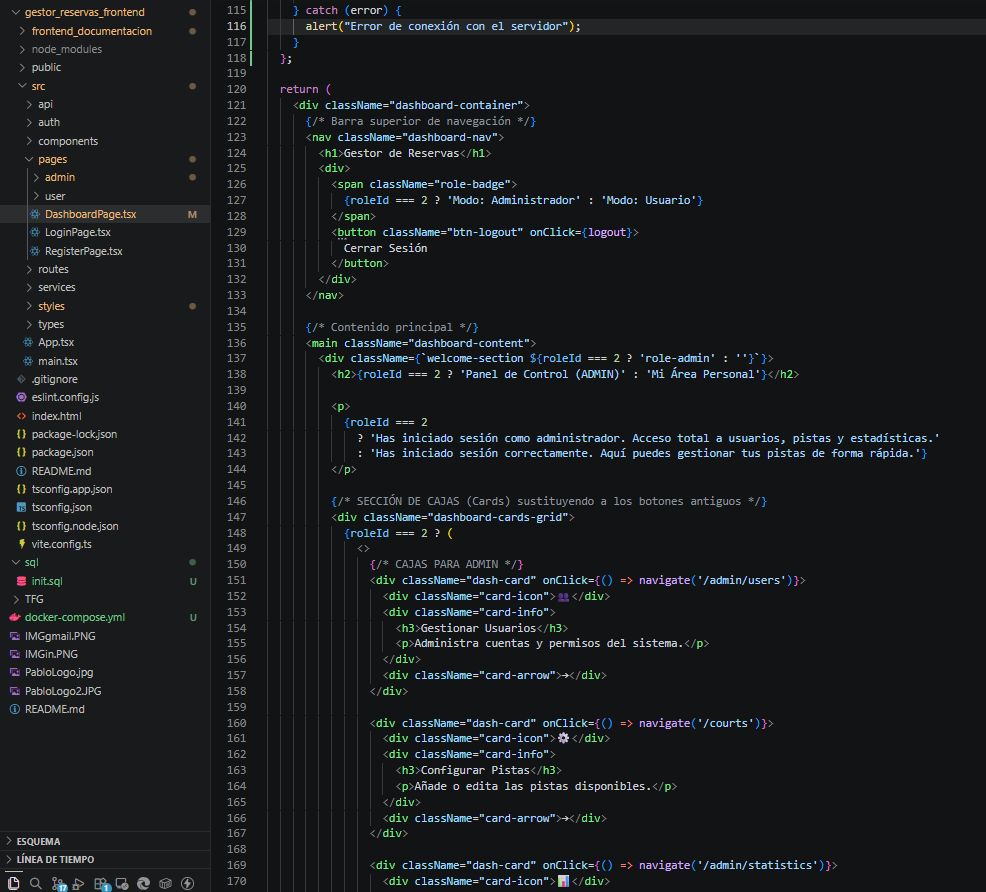 gestor_reservas_frontend
frontend_documentacion
node_modules
public
src
api
auth
components
pages
admin
user
DashboardPage.tsx M
LoginPage.tsx
RegisterPage.tsx
routes
services
styles
types
App.tsx
main.tsx
.gitignore
eslint.config.js
index.html
package-lock.json
package.json
README.md
tsconfig.app.json
tsconfig.json
tsconfig.node.json
vite.config.ts
sql
init.sql U
TFG
docker-compose.yml U
IMGgmail.PNG
IMGin.PNG
PabloLogo.jpg
PabloLogo2.JPG
README.md
ESQUEMA
LÍNEA DE TIEMPO
17
1
115 } catch (error) {
116 alert("Error de conexión con el servidor");
117 }
118 };
119
120 return (
121 <div className="dashboard-container">
122 {/* Barra superior de navegación */}
123 <nav className="dashboard-nav">
124 <h1>Gestor de Reservas</h1>
125 <div>
126 <span className="role-badge">
127 {roleId === 2 ? 'Modo: Administrador' : 'Modo: Usuario'}
128 </span>
129 <button className="btn-logout" onClick={logout}>
130 Cerrar Sesión
131 </button>
132 </div>
133 </nav>
134
135 {/* Contenido principal */}
136 <main className="dashboard-content">
137 <div className={`welcome-section ${roleId === 2 ? 'role-admin' : ''}`}>
138 <h2>{roleId === 2 ? 'Panel de Control (ADMIN)' : 'Mi Área Personal'}</h2>
139
140 <p>
141 {roleId === 2
142 ? 'Has iniciado sesión como administrador. Acceso total a usuarios, pistas y estadísticas.'
143 : 'Has iniciado sesión correctamente. Aquí puedes gestionar tus pistas de forma rápida.'}
144 </p>
145
146 {/* SECCIÓN DE CAJAS (Cards) sustituyendo a los botones antiguos */}
147 <div className="dashboard-cards-grid">
148 {roleId === 2 ? (
149 <>
150 {/* CAJAS PARA ADMIN */}
151 <div className="dash-card" onClick={() => navigate('/admin/users')}>
152 <div className="card-icon">👥</div>
153 <div className="card-info">
154 <h3>Gestionar Usuarios</h3>
155 <p>Administra cuentas y permisos del sistema.</p>
156 </div>
157 <div className="card-arrow">→</div>
158 </div>
159
160 <div className="dash-card" onClick={() => navigate('/courts')}>
161 <div className="card-icon">⚙️</div>
162 <div className="card-info">
163 <h3>Configurar Pistas</h3>
164 <p>Añade o edita las pistas disponibles.</p>
165 </div>
166 <div className="card-arrow">→</div>
167 </div>
168
169 <div className="dash-card" onClick={() => navigate('/admin/statistics')}>
170 <div className="card-icon">📊</div>